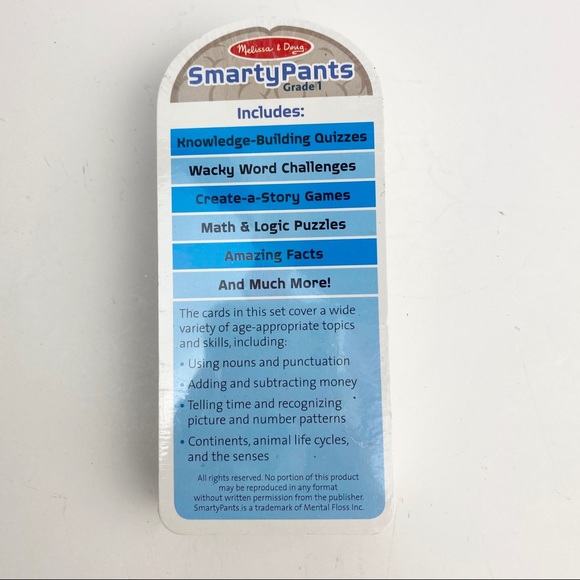 Melissa & Doug
SmartyPants
Grade 1
Includes:
Knowledge-Building Quizzes
Wacky Word Challenges
Create-a-Story Games
Math & Logic Puzzles
Amazing Facts
And Much More!
The cards in this set cover a wide
variety of age-appropriate topics
and skills, including:
• Using nouns and punctuation
• Adding and subtracting money
• Telling time and recognizing
picture and number patterns
• Continents, animal life cycles,
and the senses
All rights reserved. No portion of this product
may be reproduced in any format
without written permission from the publisher.
SmartyPants is a trademark of Mental Floss Inc.